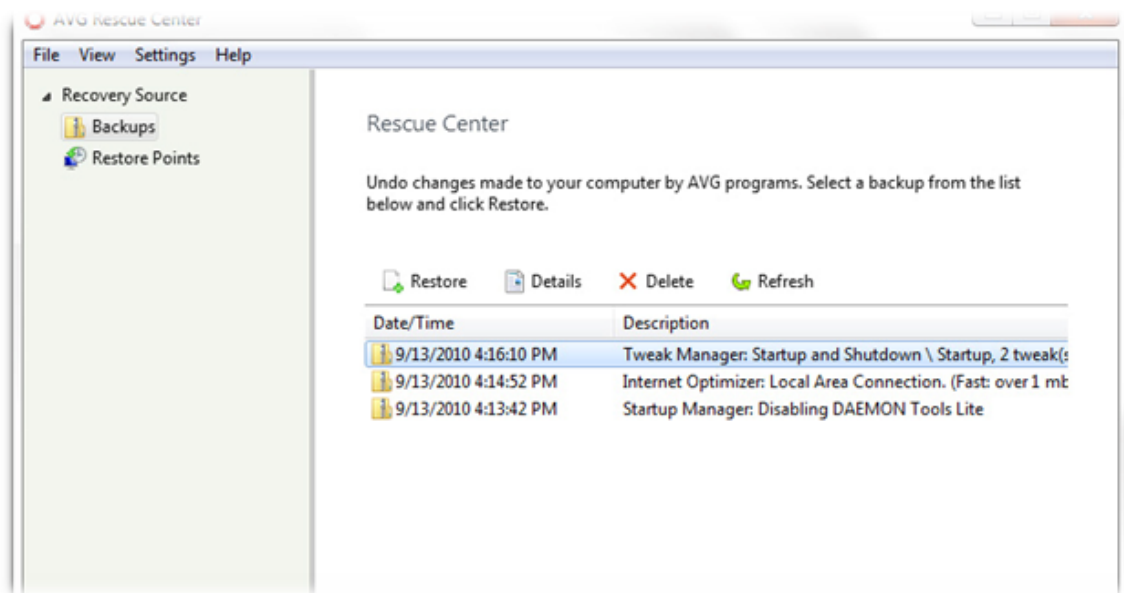 AVG Rescue Center
File View Settings Help
Recovery Source
Backups
Restore Points
Rescue Center
Undo changes made to your computer by AVG programs. Select a backup from the list
below and click Restore.
Restore Details Delete Refresh
Date/Time Description
9/13/2010 4:16:10 PM Tweak Manager: Startup and Shutdown \ Startup, 2 tweak(s
9/13/2010 4:14:52 PM Internet Optimizer: Local Area Connection. (Fast: over 1 mb
9/13/2010 4:13:42 PM Startup Manager: Disabling DAEMON Tools Lite